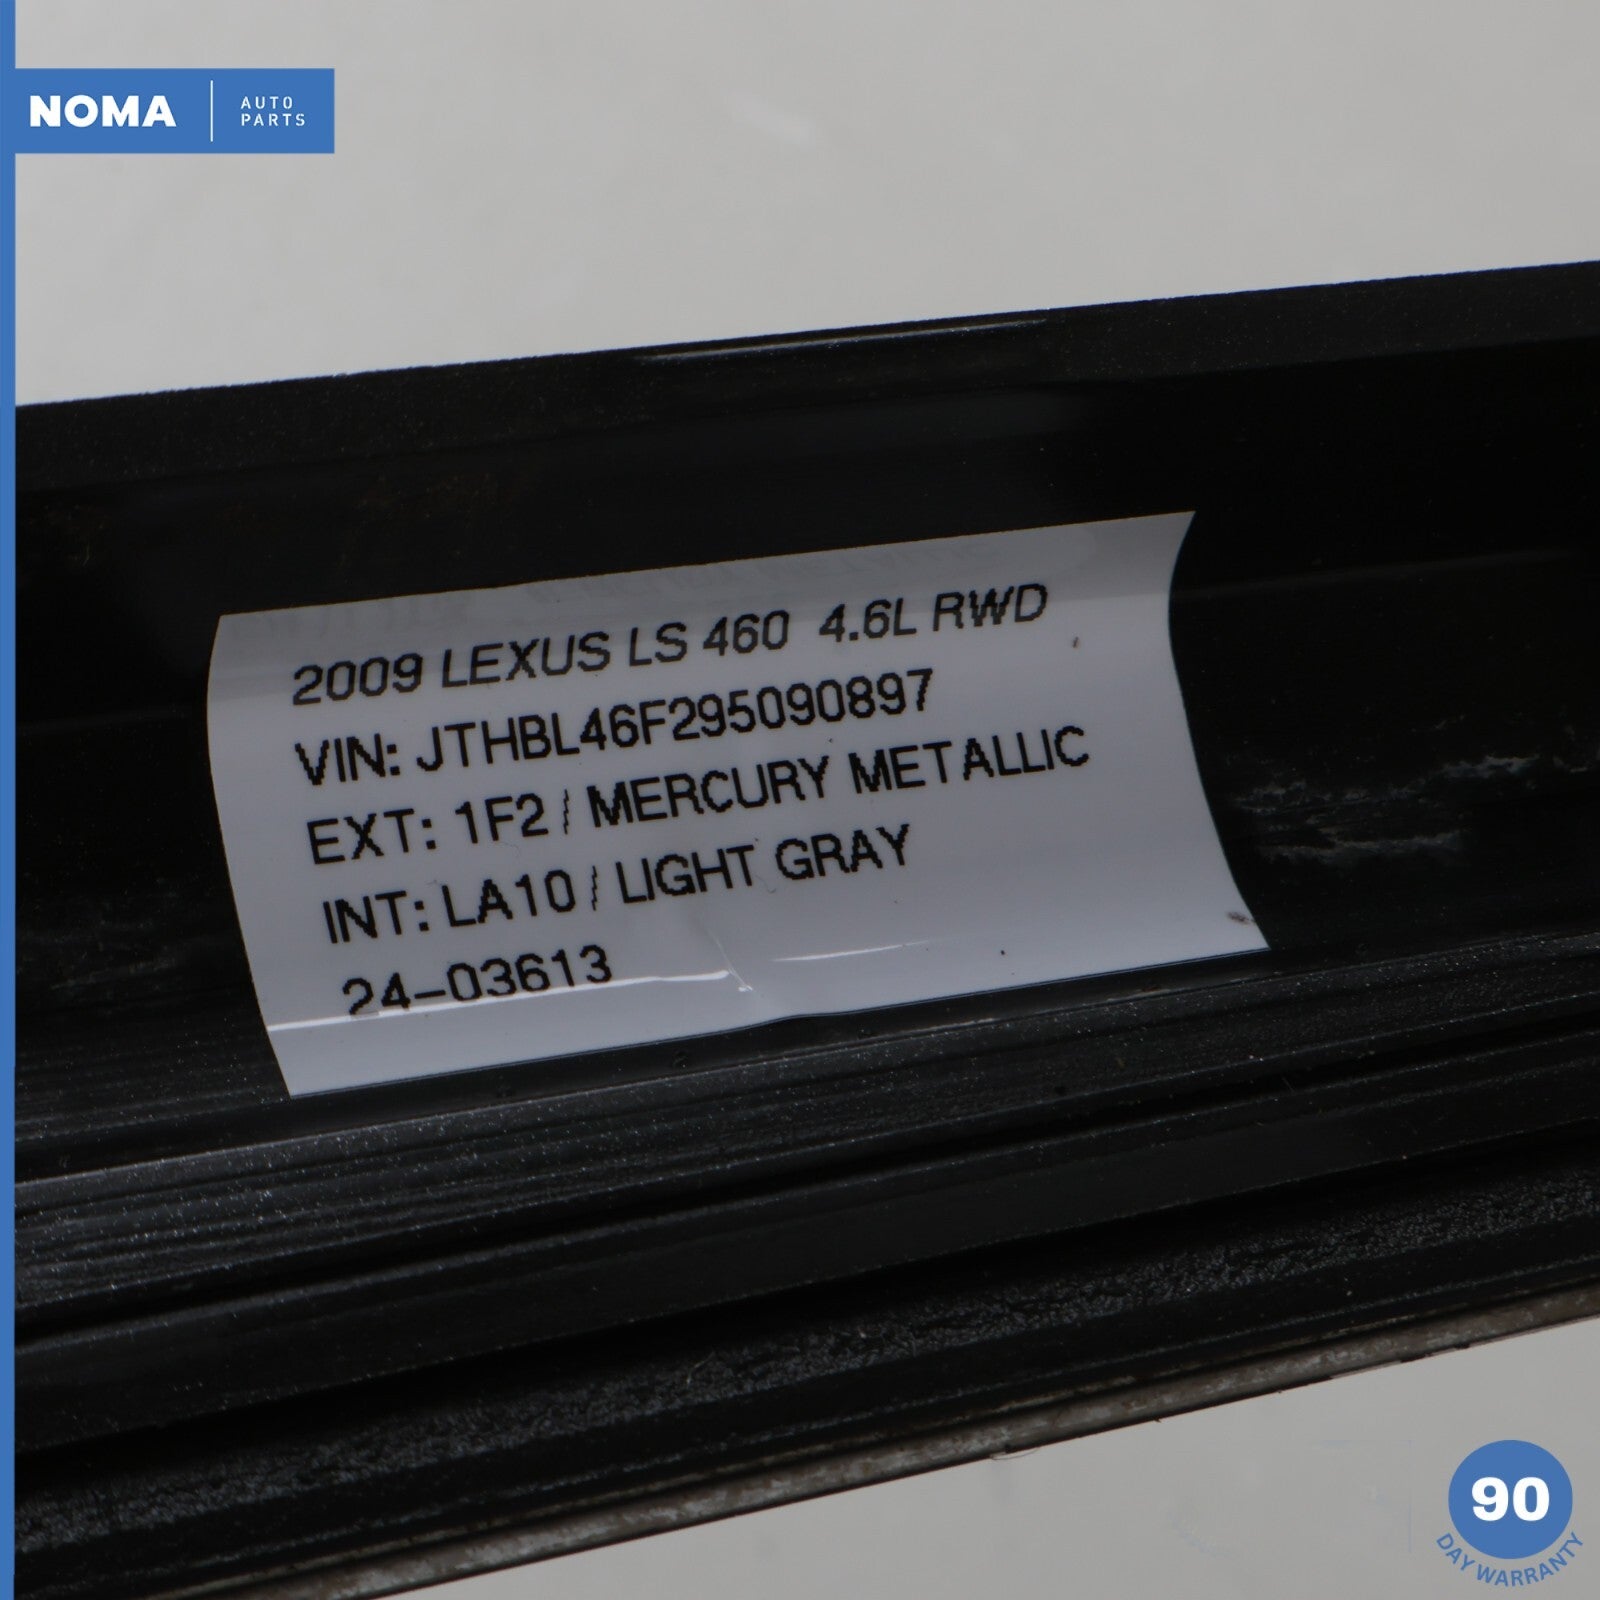 NOMA
AUTO
PARTS
2009 LEXUS LS 460 4.6L RWD
VIN: JTHBL46F295090897
EXT: 1F2 / MERCURY METALLIC
INT: LA10 / LIGHT GRAY
24-03613
90
DAY WARRANTY